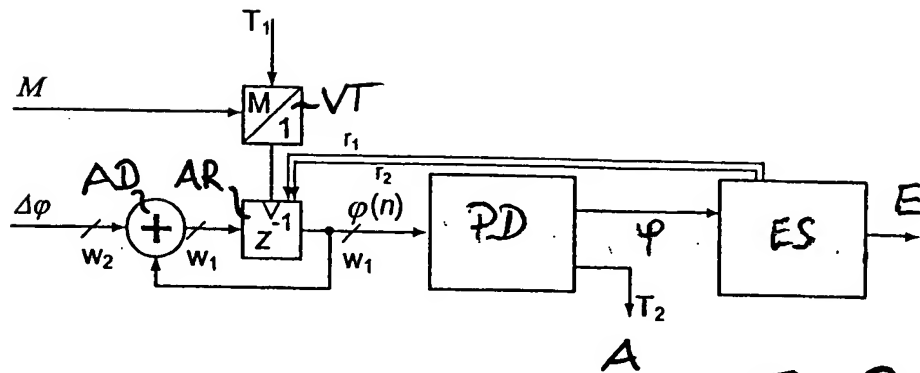 T₁
M
M
1
VT
r₁
r₂
AD
AR
Δφ
w₂
+
w₁
z⁻¹
φ(n)
w₁
PD
φ
ES
E
T₂
A